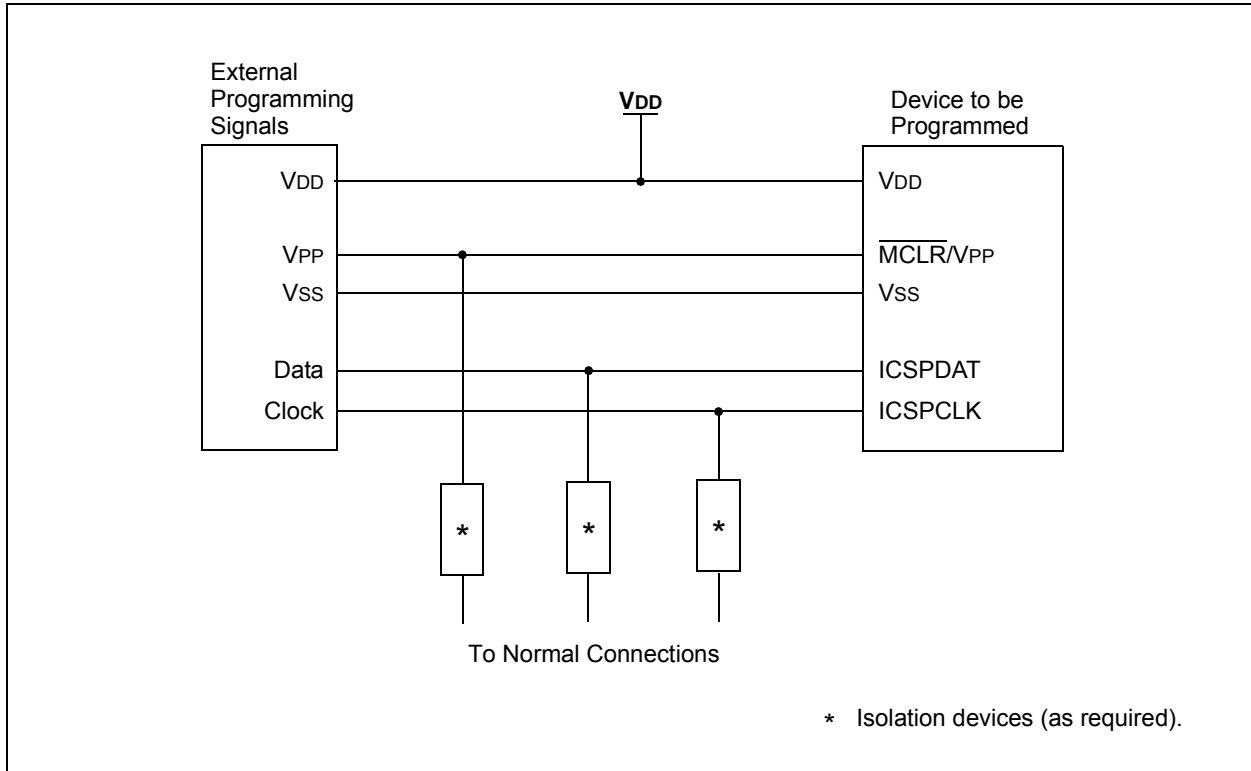 External
Programming
Signals
VDD
Device to be
Programmed
VDD
VDD
VPP
MCLR/VPP
VSS
VSS
Data
ICSPDAT
Clock
ICSPCLK
*
*
*
To Normal Connections
* Isolation devices (as required).